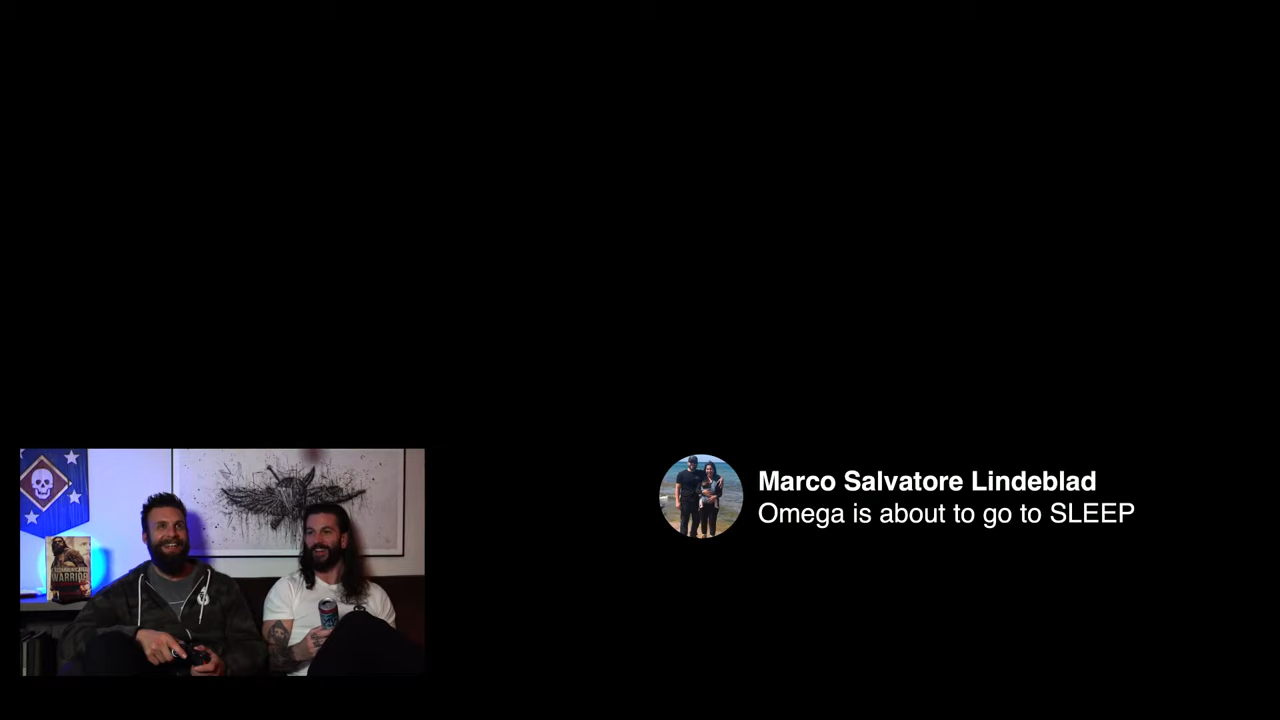 WARRIOR
Marco Salvatore Lindeblad
Omega is about to go to SLEEP